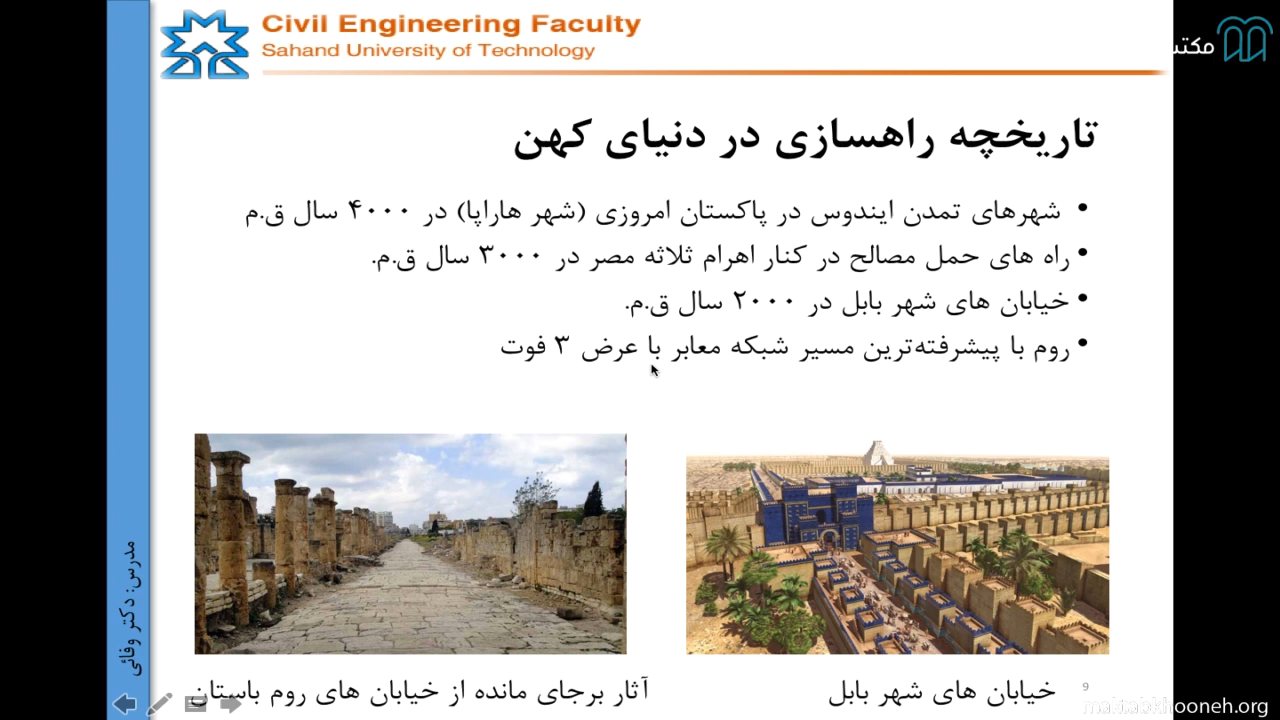 Civil Engineering Faculty
Sahand University of Technology
مکتب
تاریخچه راهسازی در دنیای کهن
• شهرهای تمدن ایندوس در پاکستان امروزی (شهر هاراپا) در ۴۰۰۰ سال ق.م
• راه های حمل مصالح در کنار اهرام ثلاثه مصر در ۳۰۰۰ سال ق.م.
• خیابان های شهر بابل در ۲۰۰۰ سال ق.م.
• روم با پیشرفته‌ترین مسیر شبکه معابر با عرض ۳ فوت
خیابان های شهر بابل
آثار برجای مانده از خیابان های روم باستان
مدرس: دکتر وفائی
9
maktabkhooneh.org